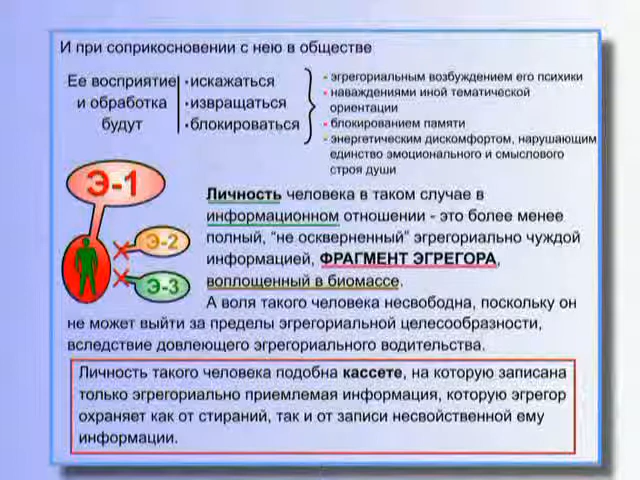 И при соприкосновении с нею в обществе
Ее восприятие
и обработка
будут
·искажаться
·извращаться
·блокироваться
- эгрегориальным возбуждением его психики
- наваждениями иной тематической
ориентации
- блокированием памяти
- энергетическим дискомфортом, нарушающим
единство эмоционального и смыслового
строя души
Э-1
Э-2
Э-3
Личность человека в таком случае в
информационном отношении - это более менее
полный, "не оскверненный" эгрегориально чуждой
информацией, ФРАГМЕНТ ЭГРЕГОРА,
воплощенный в биомассе.
А воля такого человека несвободна, поскольку он
не может выйти за пределы эгрегориальной целесообразности,
вследствие довлеющего эгрегориального водительства.
Личность такого человека подобна кассете, на которую записана
только эгрегориально приемлемая информация, которую эгрегор
охраняет как от стираний, так и от записи несвойственной ему
информации.